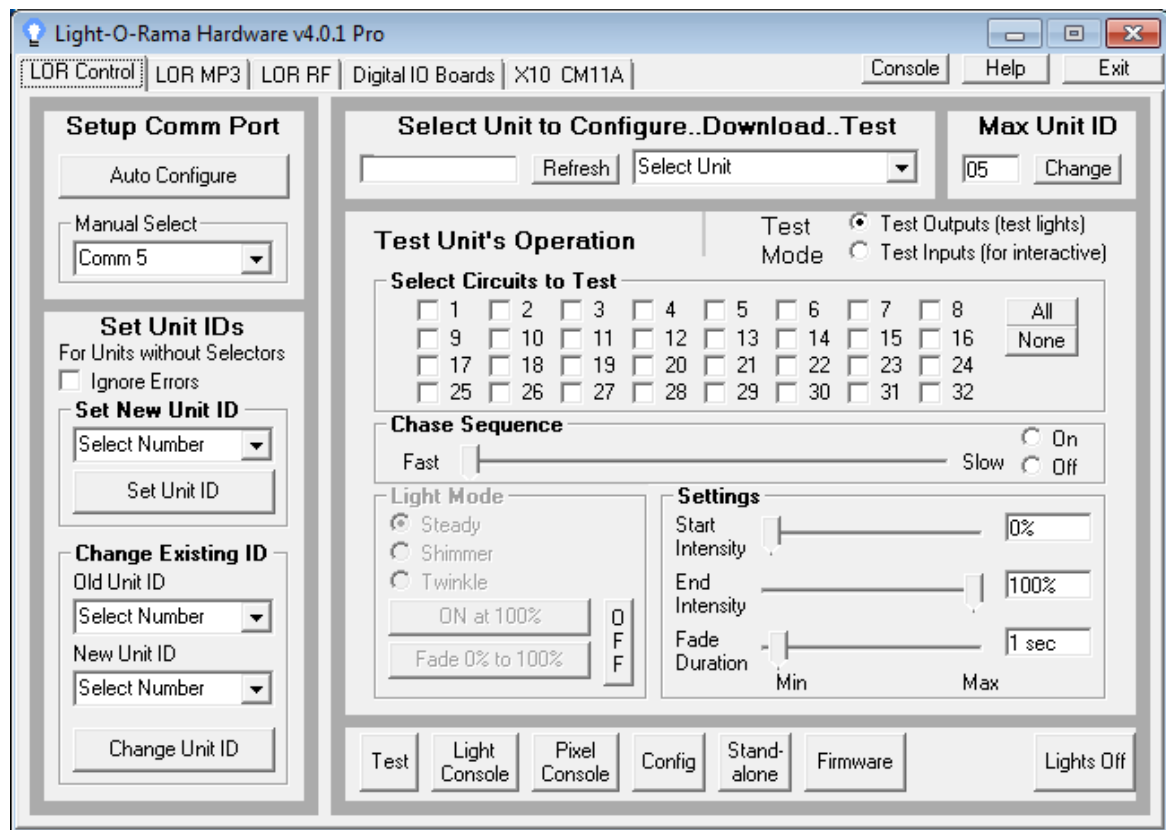 Light-O-Rama Hardware v4.0.1 Pro
LOR Control LOR MP3 LOR RF Digital IO Boards X10 CM11A Console Help Exit
Setup Comm Port
Auto Configure
Manual Select
Comm 5
Set Unit IDs
For Units without Selectors
Ignore Errors
Set New Unit ID
Select Number
Set Unit ID
Change Existing ID
Old Unit ID
Select Number
New Unit ID
Select Number
Change Unit ID
Select Unit to Configure..Download..Test
Refresh Select Unit
Max Unit ID
05 Change
Test Unit's Operation
Test Mode
Test Outputs (test lights)
Test Inputs (for interactive)
Select Circuits to Test
1 2 3 4 5 6 7 8 All
9 10 11 12 13 14 15 16 None
17 18 19 20 21 22 23 24
25 26 27 28 29 30 31 32
Chase Sequence
Fast Slow
On
Off
Light Mode
Steady
Shimmer
Twinkle
ON at 100%
Fade 0% to 100%
OFF
Settings
Start Intensity 0%
End Intensity 100%
Fade Duration 1 sec
Min Max
Test Light Console Pixel Console Config Stand-alone Firmware Lights Off